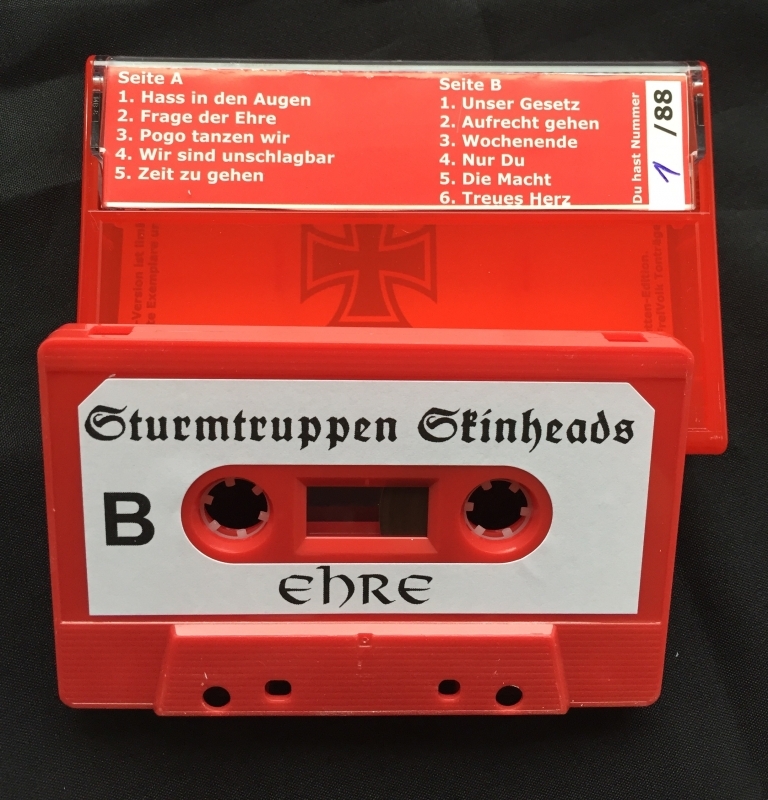 Seite A
1. Hass in den Augen
2. Frage der Ehre
3. Pogo tanzen wir
4. Wir sind unschlagbar
5. Zeit zu gehen
Seite B
1. Unser Gesetz
2. Aufrecht gehen
3. Wochenende
4. Nur Du
5. Die Macht
6. Treues Herz
Du hast Nummer
1 /88
Sturmtruppen Skinheads
B
EhRE